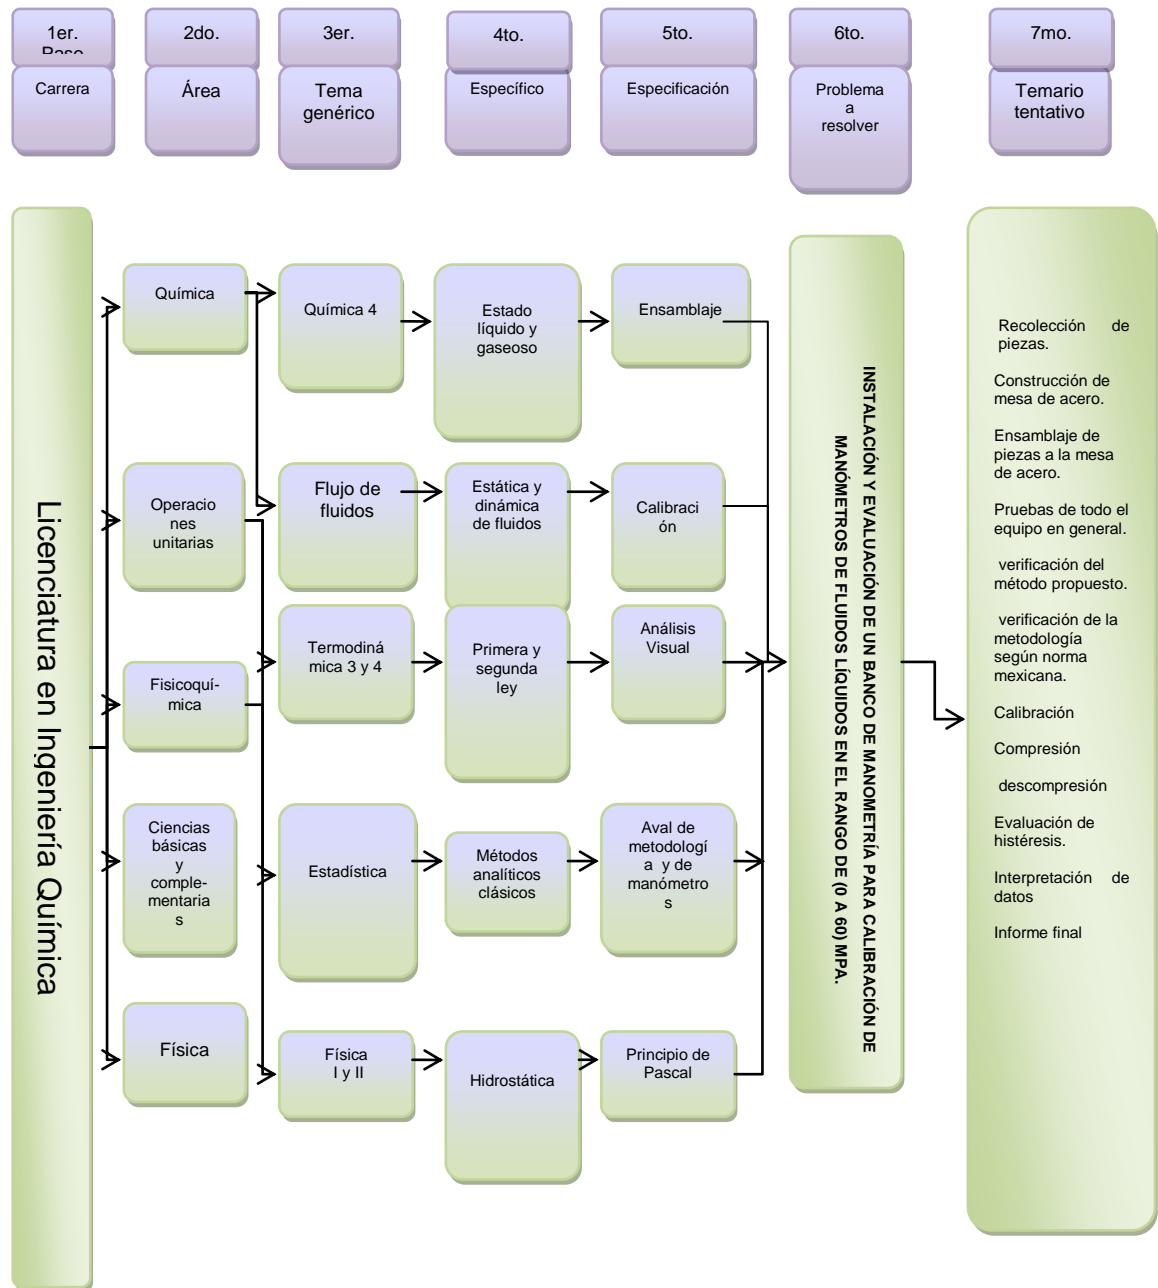 1er.
Paso
2do.
3er.
4to.
5to.
6to.
7mo.
Carrera
Área
Tema
genérico
Específico
Especificación
Problema
a
resolver
Temario
tentativo
Licenciatura en Ingeniería Química
Química
Operacio
nes
unitarias
Fisicoquí-
mica
Ciencias
básicas
y
comple-
mentaria
s
Física
Química 4
Flujo de
fluidos
Termodiná
mica 3 y 4
Estadística
Física
I y II
Estado
líquido y
gaseoso
Estática y
dinámica
de fluidos
Primera y
segunda
ley
Métodos
analíticos
clásicos
Hidrostática
Ensamblaje
Calibraci
ón
Análisis
Visual
Aval de
metodologí
a y de
manómetro
s
Principio de
Pascal
INSTALACIÓN Y EVALUACIÓN DE UN BANCO DE MANOMETRÍA PARA CALIBRACIÓN DE
MANÓMETROS DE FLUIDOS LÍQUIDOS EN EL RANGO DE (0 A 60) MPA.
Recolección de
piezas.
Construcción de
mesa de acero.
Ensamblaje de
piezas a la mesa
de acero.
Pruebas de todo el
equipo en general.
verificación del
método propuesto.
verificación de la
metodología
según norma
mexicana.
Calibración
Compresión
descompresión
Evaluación de
histéresis.
Interpretación de
datos
Informe final